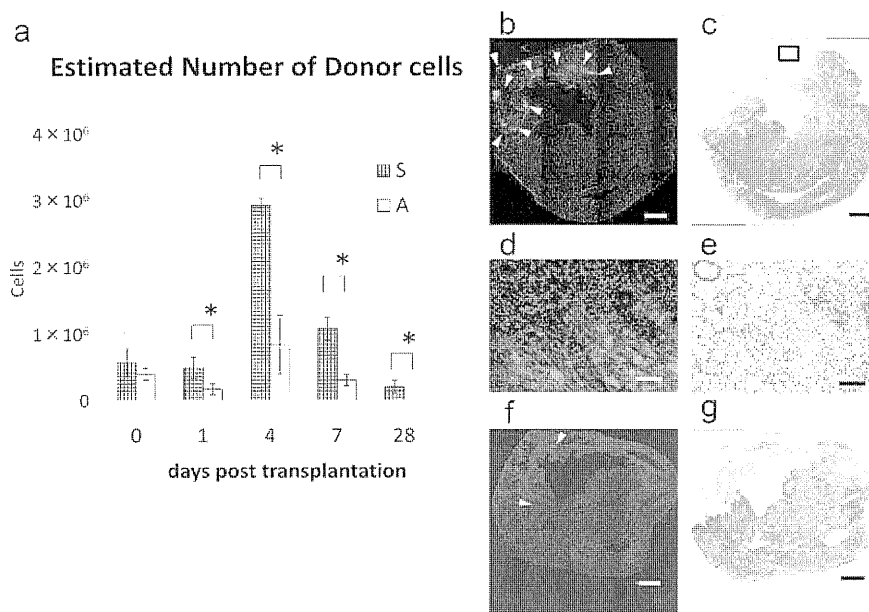 a
Estimated Number of Donor cells
4 × 10⁶
3 × 10⁶
2 × 10⁶
1 × 10⁶
0
Cells
* * * * *
S
A
0 1 4 7 28
days post transplantation
b
c
d
e
f
g